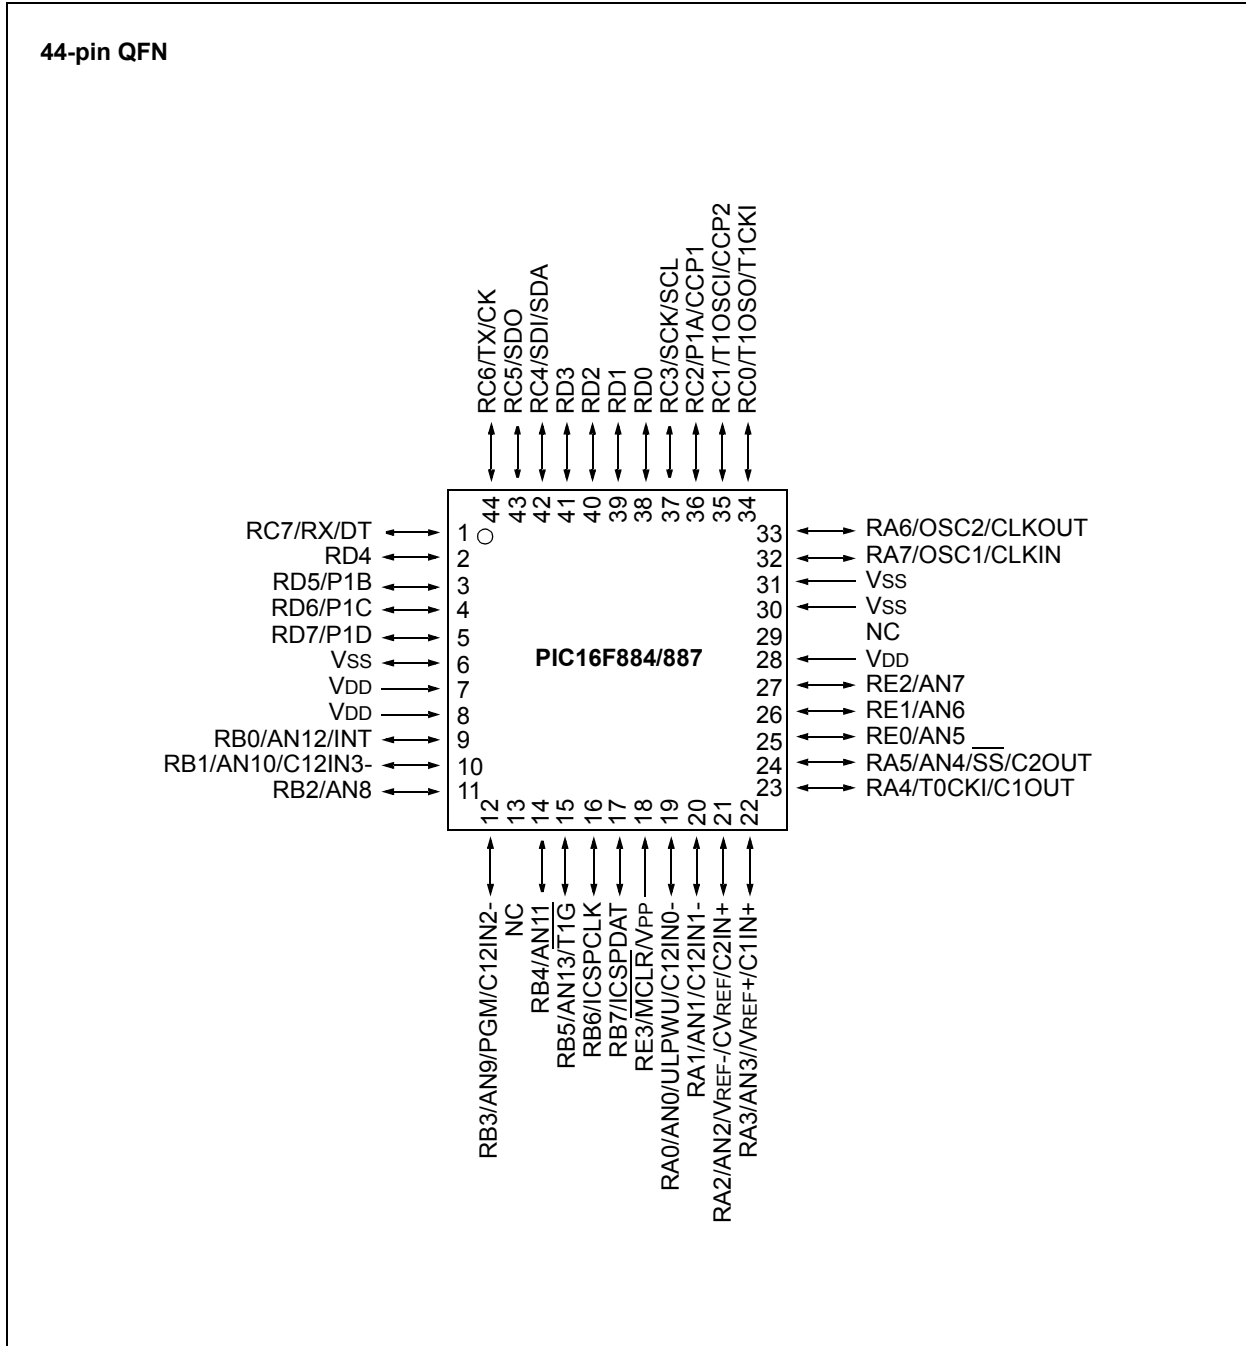 44-pin QFN
RC6/TX/CK
RC5/SDO
RC4/SDI/SDA
RD3
RD2
RD1
RD0
RC3/SCK/SCL
RC2/P1A/CCP1
RC1/T1OSCI/CCP2
RC0/T1OSO/T1CKI
44
43
42
41
40
39
38
37
36
35
34
RC7/RX/DT 1
RD4 2
RD5/P1B 3
RD6/P1C 4
RD7/P1D 5
VSS 6
VDD 7
VDD 8
RB0/AN12/INT 9
RB1/AN10/C12IN3- 10
RB2/AN8 11
PIC16F884/887
33 RA6/OSC2/CLKOUT
32 RA7/OSC1/CLKIN
31 VSS
30 VSS
29 NC
28 VDD
27 RE2/AN7
26 RE1/AN6
25 RE0/AN5
24 RA5/AN4/SS/C2OUT
23 RA4/T0CKI/C1OUT
12
13
14
15
16
17
18
19
20
21
22
RB3/AN9/PGM/C12IN2-
NC
RB4/AN11
RB5/AN13/T1G
RB6/ICSPCLK
RB7/ICSPDAT
RE3/MCLR/VPP
RA0/AN0/ULPWU/C12IN0-
RA1/AN1/C12IN1-
RA2/AN2/VREF-/CVREF/C2IN+
RA3/AN3//VREF+/C1IN+